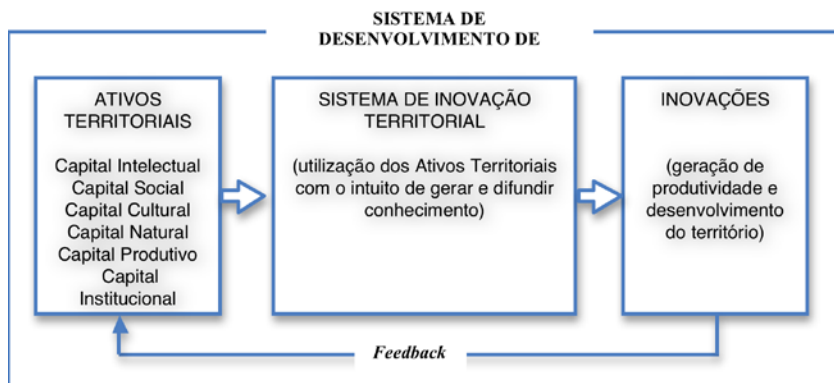 SISTEMA DE
DESENVOLVIMENTO DE
ATIVOS
TERRITORIAIS
Capital Intelectual
Capital Social
Capital Cultural
Capital Natural
Capital Produtivo
Capital
Institucional
SISTEMA DE INOVAÇÃO
TERRITORIAL
(utilização dos Ativos Territoriais
com o intuito de gerar e difundir
conhecimento)
INOVAÇÕES
(geração de
produtividade e
desenvolvimento
do território)
Feedback